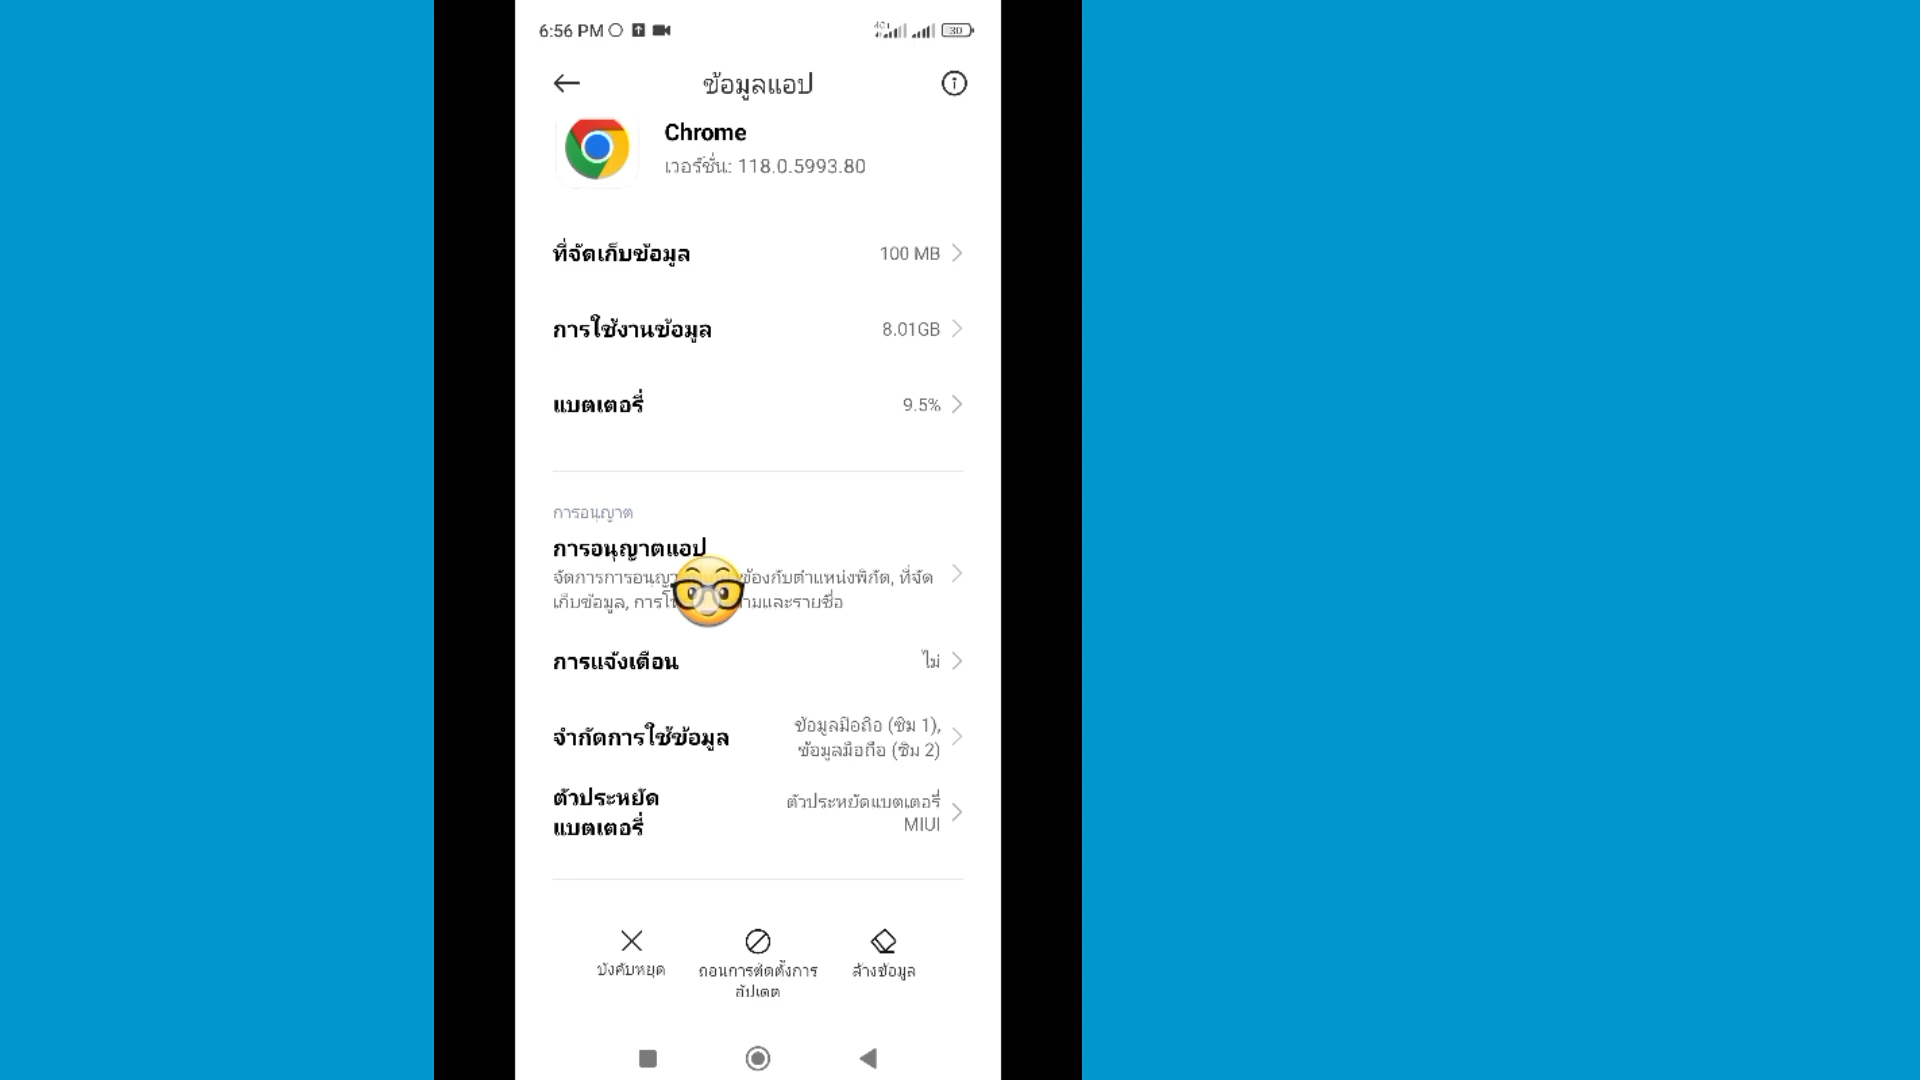 6:56 PM
4G
30
ข้อมูลแอป
Chrome
เวอร์ชั่น: 118.0.5993.80
ที่จัดเก็บข้อมูล
100 MB
การใช้งานข้อมูล
8.01GB
แบตเตอรี่
9.5%
การอนุญาต
การอนุญาตแอป
จัดการการอนุญา ข้องกับตำแหน่งพิกัด, ที่จัด
เก็บข้อมูล, การโ ามและรายชื่อ
การแจ้งเตือน
ไม่
จำกัดการใช้ข้อมูล
ข้อมูลมือถือ (ซิม 1),
ข้อมูลมือถือ (ซิม 2)
ตัวประหยัด
แบตเตอรี่
ตัวประหยัดแบตเตอรี่
MIUI
บังคับหยุด
ถอนการติดตั้งการ
อัปเดต
ล้างข้อมูล